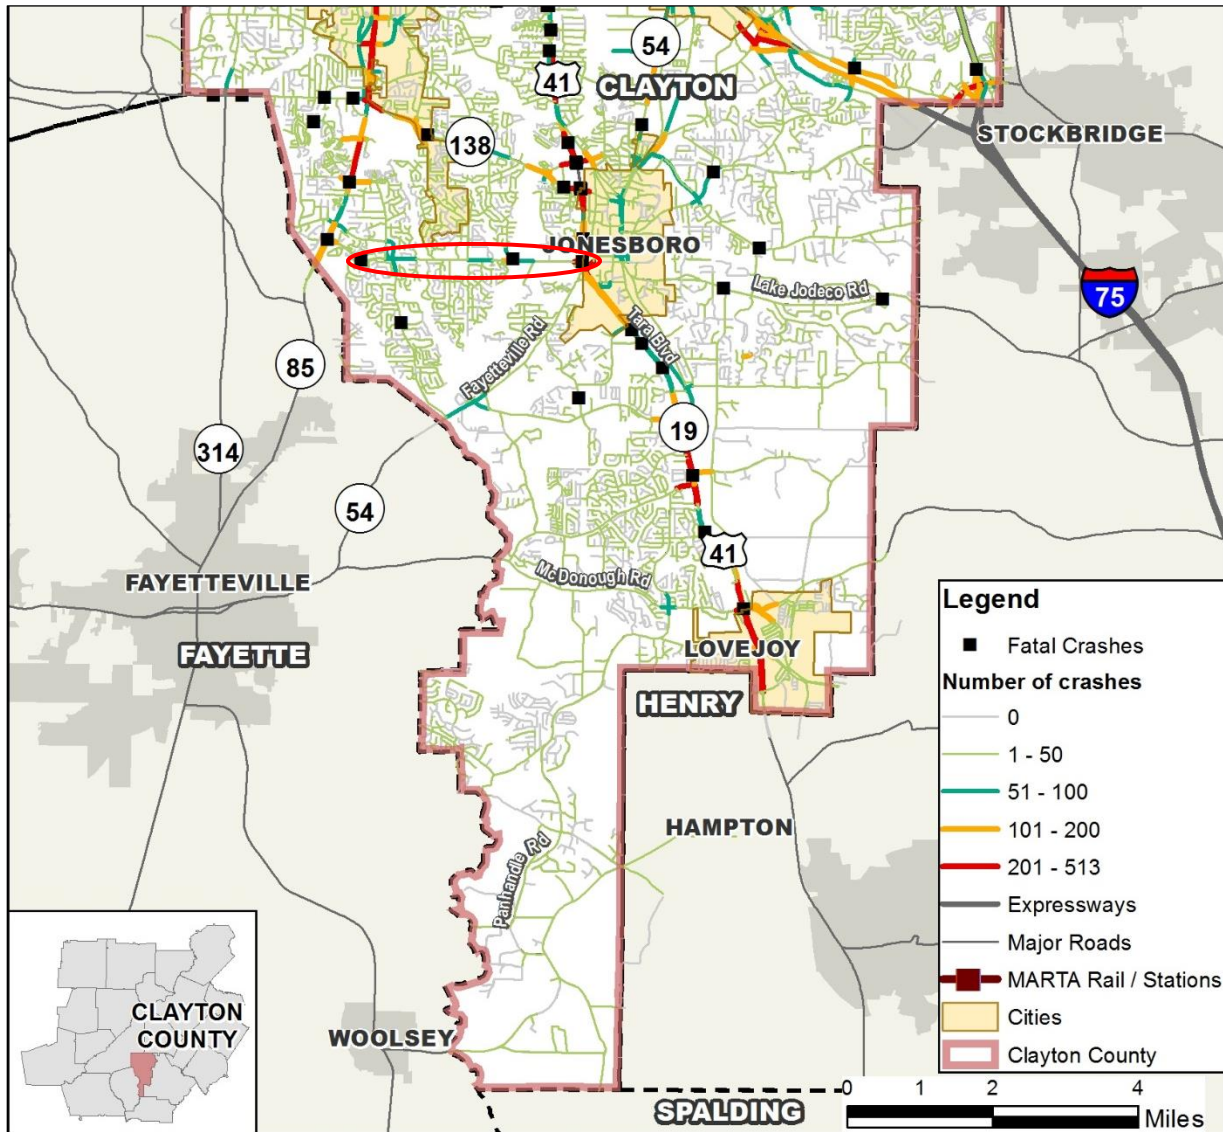 54
41
CLAYTON
STOCKBRIDGE
138
JONESBORO
Lake Jodeco Rd
75
Tara Blvd
Fayetteville Rd
85
19
314
54
41
McDonough Rd
FAYETTEVILLE
FAYETTE
LOVEJOY
HENRY
HAMPTON
Panhandle Rd
WOOLSEY
SPALDING
Legend
Fatal Crashes
Number of crashes
0
1 - 50
51 - 100
101 - 200
201 - 513
Expressways
Major Roads
MARTA Rail / Stations
Cities
Clayton County
0 1 2 4
Miles
CLAYTON
COUNTY